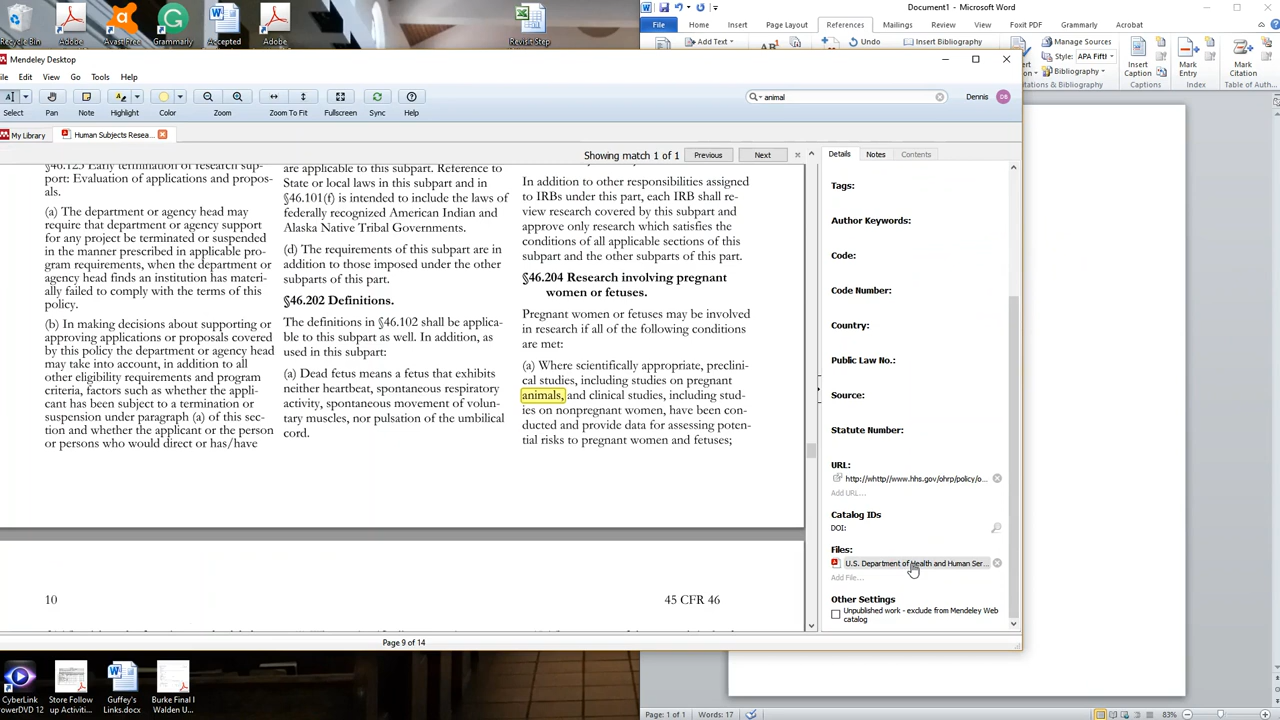 Recycle Bin
Adobe
Avast Free
Grammarly
Accepted
Adobe
Revisit Step
Document1 - Microsoft Word
File Home Insert Page Layout References Mailings Review View Foxit PDF Grammarly Acrobat
Add Text
Undo
Insert Bibliography
Manage Sources
Style: APA Fift
Bibliography
Insert Caption
Mark Entry
Mark Citation
& Bibliography
Captions
Index
Table of Auth
Mendeley Desktop
Edit View Go Tools Help
animal
Dennis DB
Select Pan Note Highlight Color Zoom Zoom To Fit Fullscreen Sync Help
My Library
Human Subjects Resea...
Showing match 1 of 1 Previous Next
port: Evaluation of applications and propos-
als.
(a) The department or agency head may
require that department or agency support
for any project be terminated or suspended
in the manner prescribed in applicable pro-
gram requirements, when the department or
agency head finds an institution has materi-
ally failed to comply with the terms of this
policy.
(b) In making decisions about supporting or
approving applications or proposals covered
by this policy the department or agency head
may take into account, in addition to all
other eligibility requirements and program
criteria, factors such as whether the appli-
cant has been subject to a termination or
suspension under paragraph (a) of this sec-
tion and whether the applicant or the person
or persons who would direct or has/have
are applicable to this subpart. Reference to
State or local laws in this subpart and in
§46.101(f) is intended to include the laws of
federally recognized American Indian and
Alaska Native Tribal Governments.
(d) The requirements of this subpart are in
addition to those imposed under the other
subparts of this part.
§46.202 Definitions.
The definitions in §46.102 shall be applica-
ble to this subpart as well. In addition, as
used in this subpart:
(a) Dead fetus means a fetus that exhibits
neither heartbeat, spontaneous respiratory
activity, spontaneous movement of volun-
tary muscles, nor pulsation of the umbilical
cord.
In addition to other responsibilities assigned
to IRBs under this part, each IRB shall re-
view research covered by this subpart and
approve only research which satisfies the
conditions of all applicable sections of this
subpart and the other subparts of this part.
§46.204 Research involving pregnant
women or fetuses.
Pregnant women or fetuses may be involved
in research if all of the following conditions
are met:
(a) Where scientifically appropriate, preclini-
cal studies, including studies on pregnant
animals, and clinical studies, including stud-
ies on nonpregnant women, have been con-
ducted and provide data for assessing poten-
tial risks to pregnant women and fetuses;
10
45 CFR 46
Page 9 of 14
Details Notes Contents
Tags:
Author Keywords:
Code:
Code Number:
Country:
Public Law No.:
Source:
Statute Number:
URL:
http://whttp//www.hhs.gov/ohrp/policy/o...
Add URL...
Catalog IDs
DOI:
Files:
U.S. Department of Health and Human Ser...
Add File...
Other Settings
Unpublished work - exclude from Mendeley Web
catalog
CyberLink
PowerDVD 12
Store Follow
up Activiti...
Guffey's
Links.docx
Burke Final I
Walden U...
Page: 1 of 1 Words: 17
83%